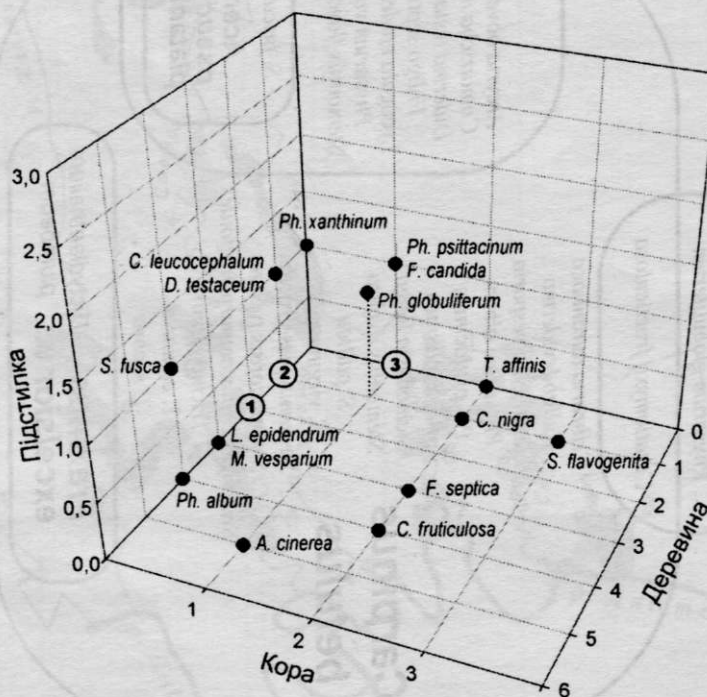 3,0
2,5
2,0
1,5
1,0
0,5
0,0
Підстилка
Ph. xanthinum
C. leucocephalum
D. testaceum
Ph. psittacinum
F. candida
Ph. globuliferum
S. fusca
T. affinis
3
2
1
C. nigra
L. epidendrum
M. vesparium
S. flavogenita
Ph. album
F. septica
C. fruticulosa
A. cinerea
0
1
2
3
4
5
6
Деревина
1
2
3
Кора